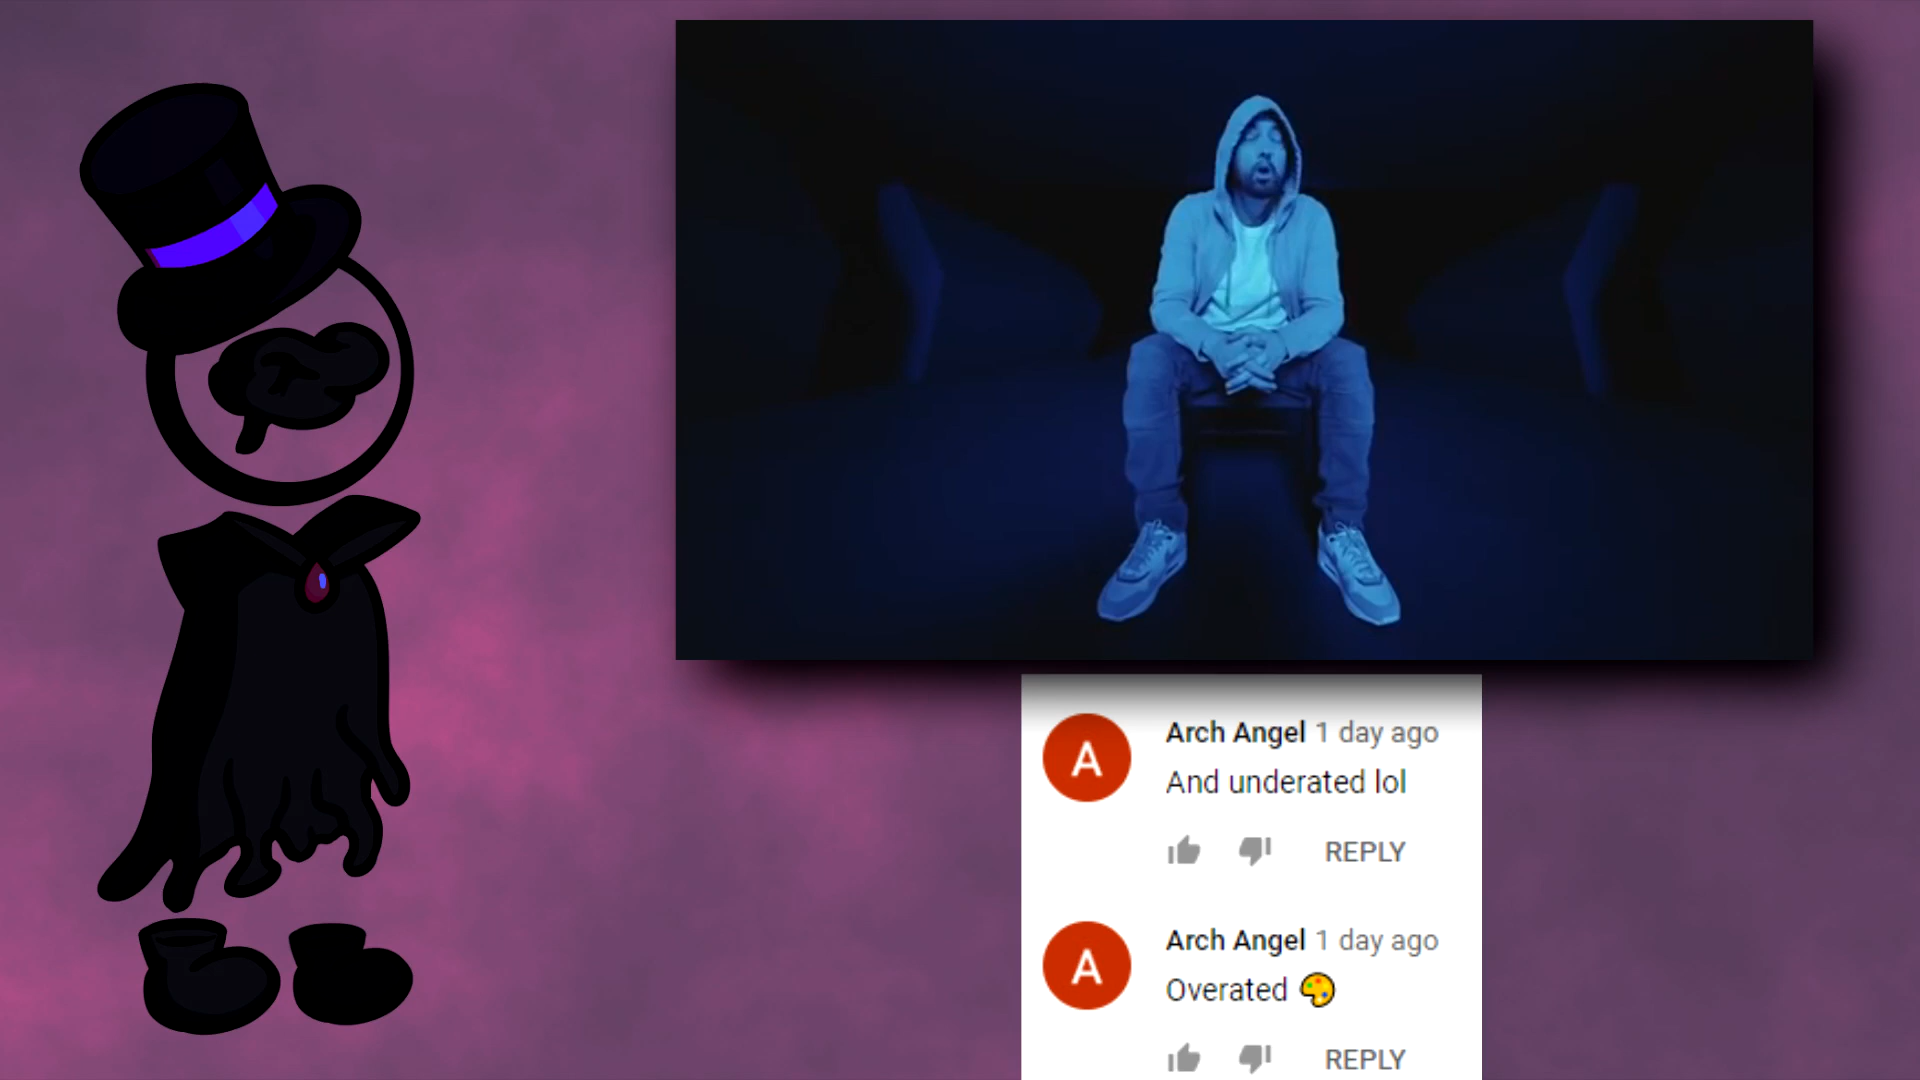 A
Arch Angel 1 day ago
And underated lol
REPLY
A
Arch Angel 1 day ago
Overated 🎨
REPLY